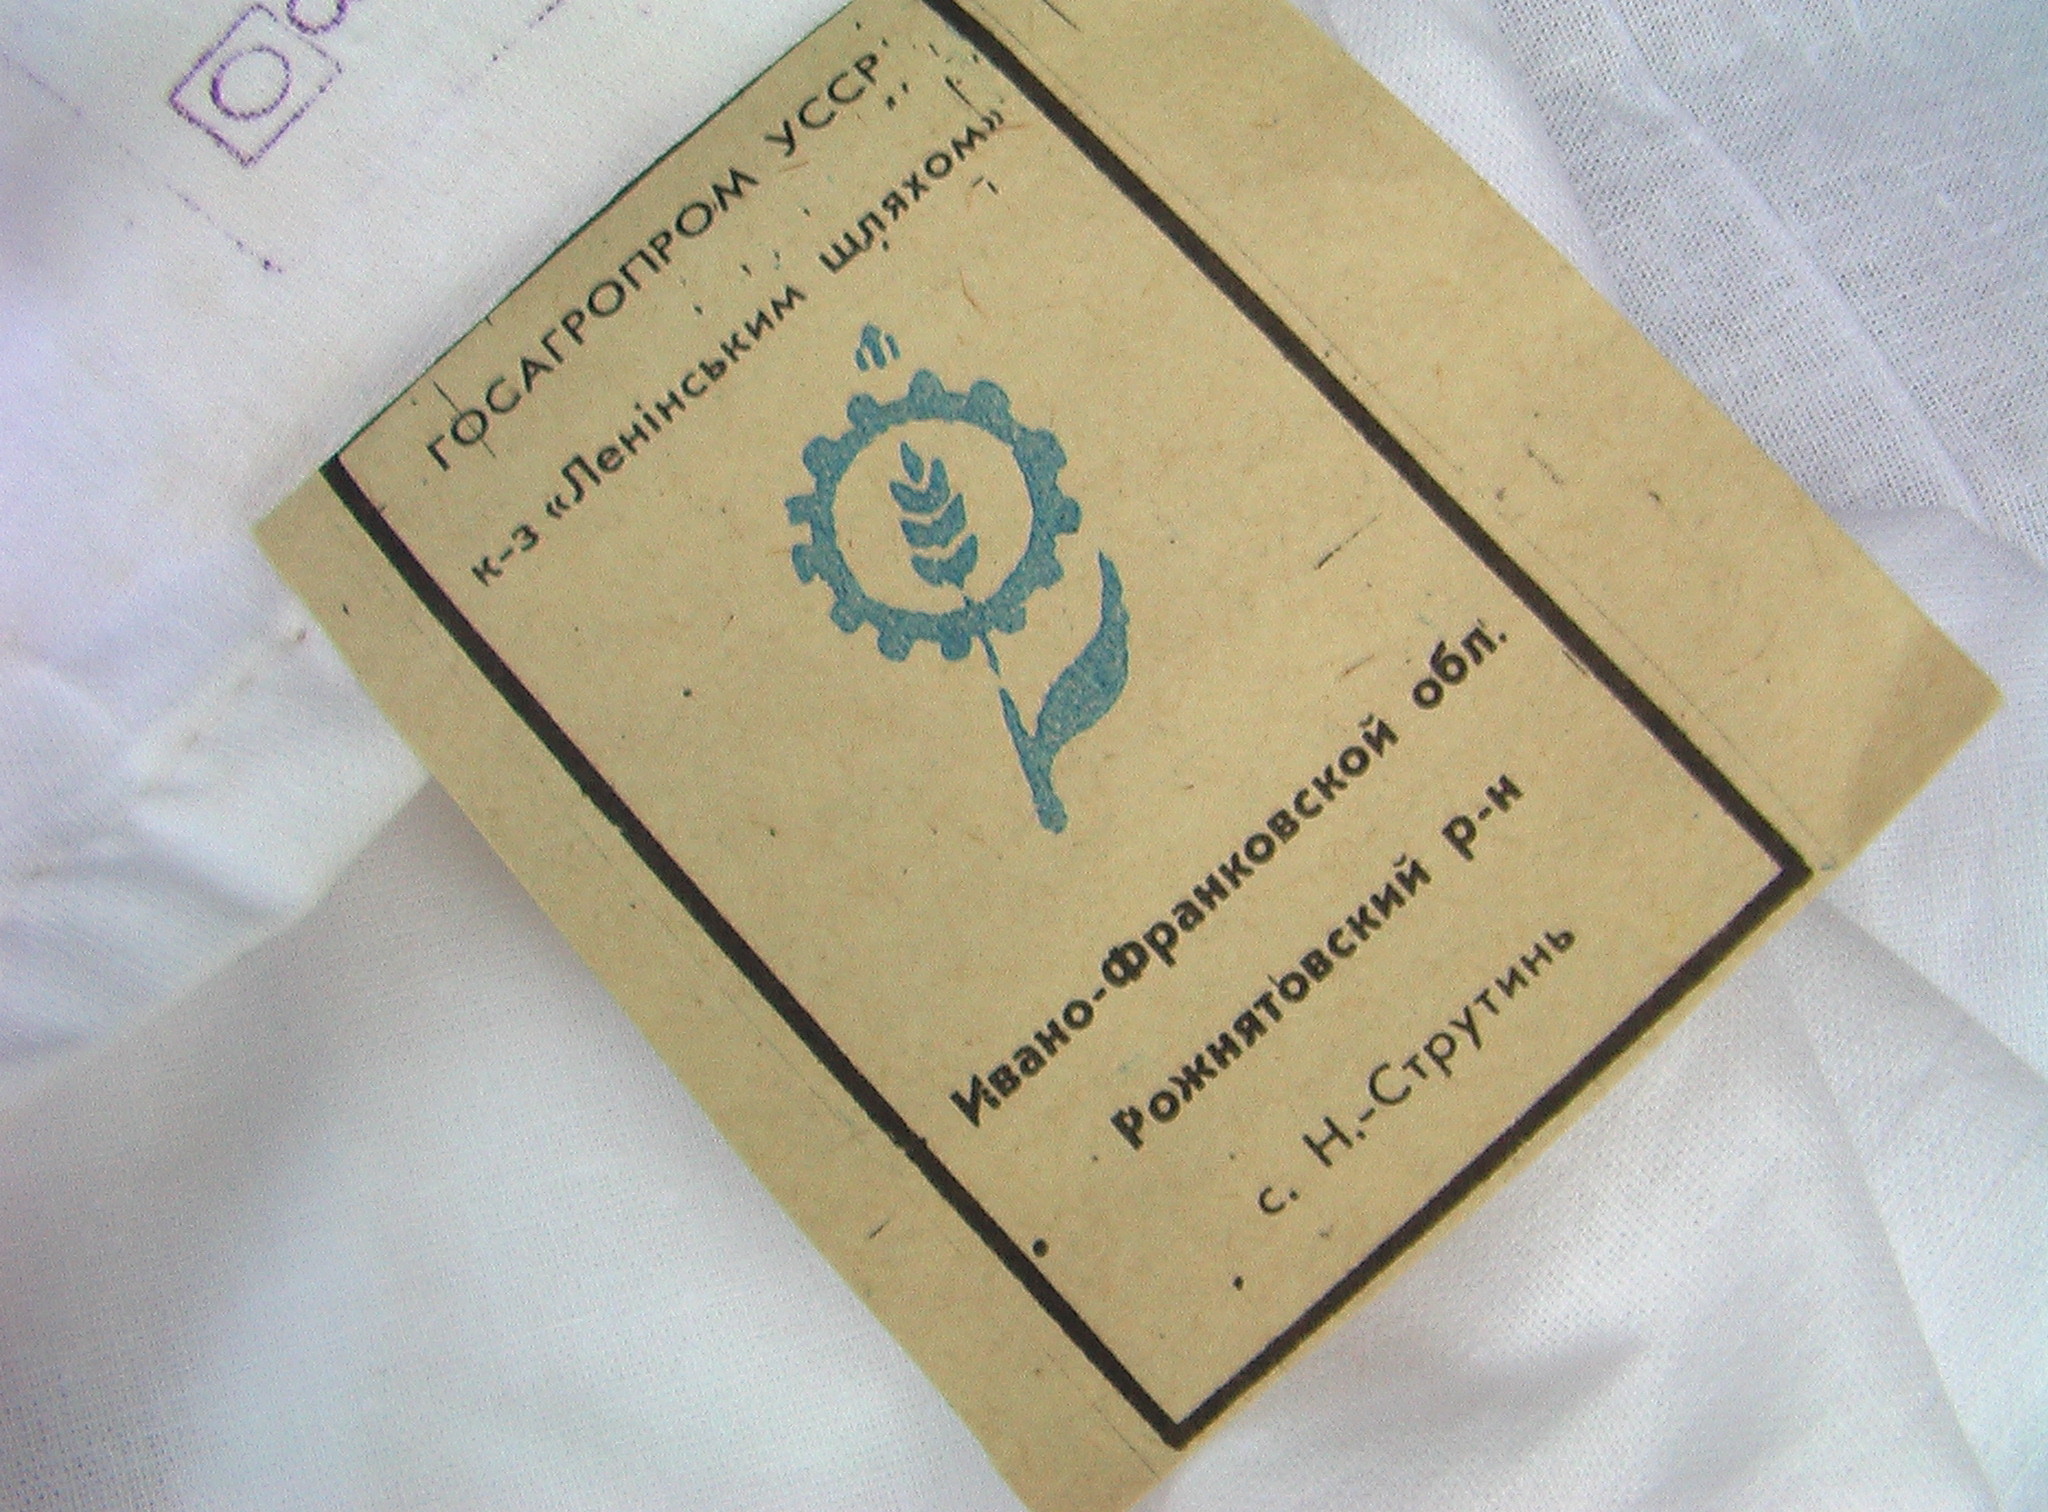 ГОСАГРОПРОМ УССР
к-з «Ленінським шляхом»
Ивано-Франковской обл.
Рожнятовский р-н
с. Н.-Струтинь